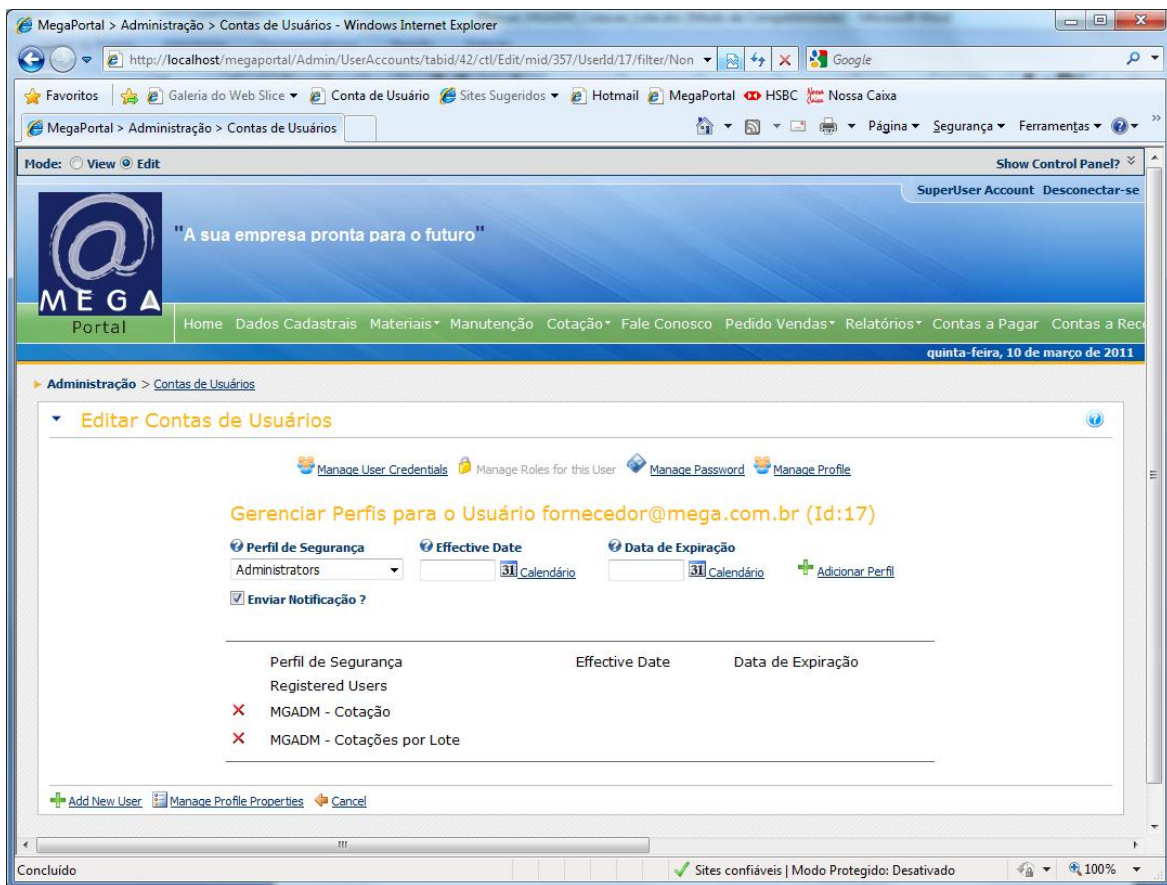 MegaPortal > Administração > Contas de Usuários - Windows Internet Explorer
http://localhost/megaportal/Admin/UserAccounts/tabid/42/ctl/Edit/mid/357/UserId/17/filter/Non
Google
Favoritos Galeria do Web Slice Conta de Usuário Sites Sugeridos Hotmail MegaPortal HSBC Nossa Caixa
MegaPortal > Administração > Contas de Usuários
Página Segurança Ferramentas
Mode: View Edit Show Control Panel?
SuperUser Account Desconectar-se
"A sua empresa pronta para o futuro"
MEGA
Portal
Home Dados Cadastrais Materiais Manutenção Cotação Fale Conosco Pedido Vendas Relatórios Contas a Pagar Contas a Rece
quinta-feira, 10 de março de 2011
Administração > Contas de Usuários
Editar Contas de Usuários
Manage User Credentials Manage Roles for this User Manage Password Manage Profile
Gerenciar Perfis para o Usuário fornecedor@mega.com.br (Id:17)
Perfil de Segurança Effective Date Data de Expiração
Administrators 31 Calendário 31 Calendário Adicionar Perfil
Enviar Notificação ?
Perfil de Segurança Effective Date Data de Expiração
Registered Users
MGADM - Cotação
MGADM - Cotações por Lote
Add New User Manage Profile Properties Cancel
Concluído Sites confiáveis | Modo Protegido: Desativado 100%